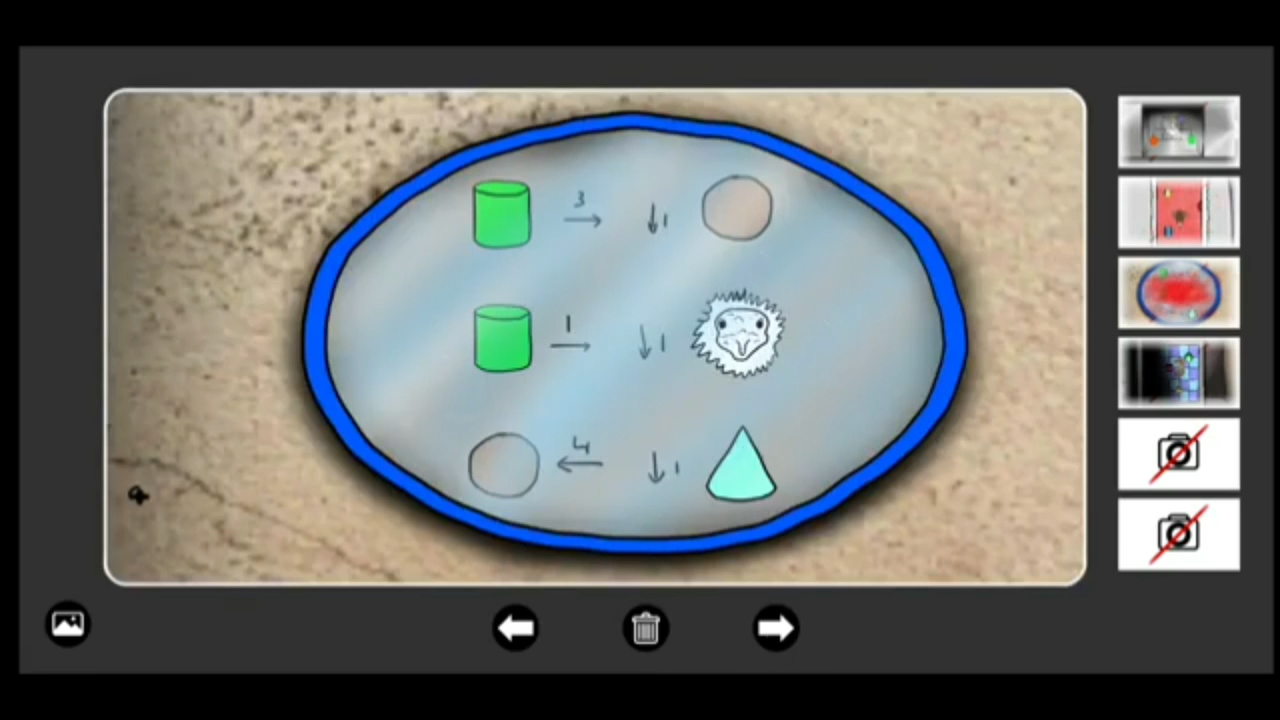 3 → ↓ 1
1 → ↓ 1
4 ← ↓ 1